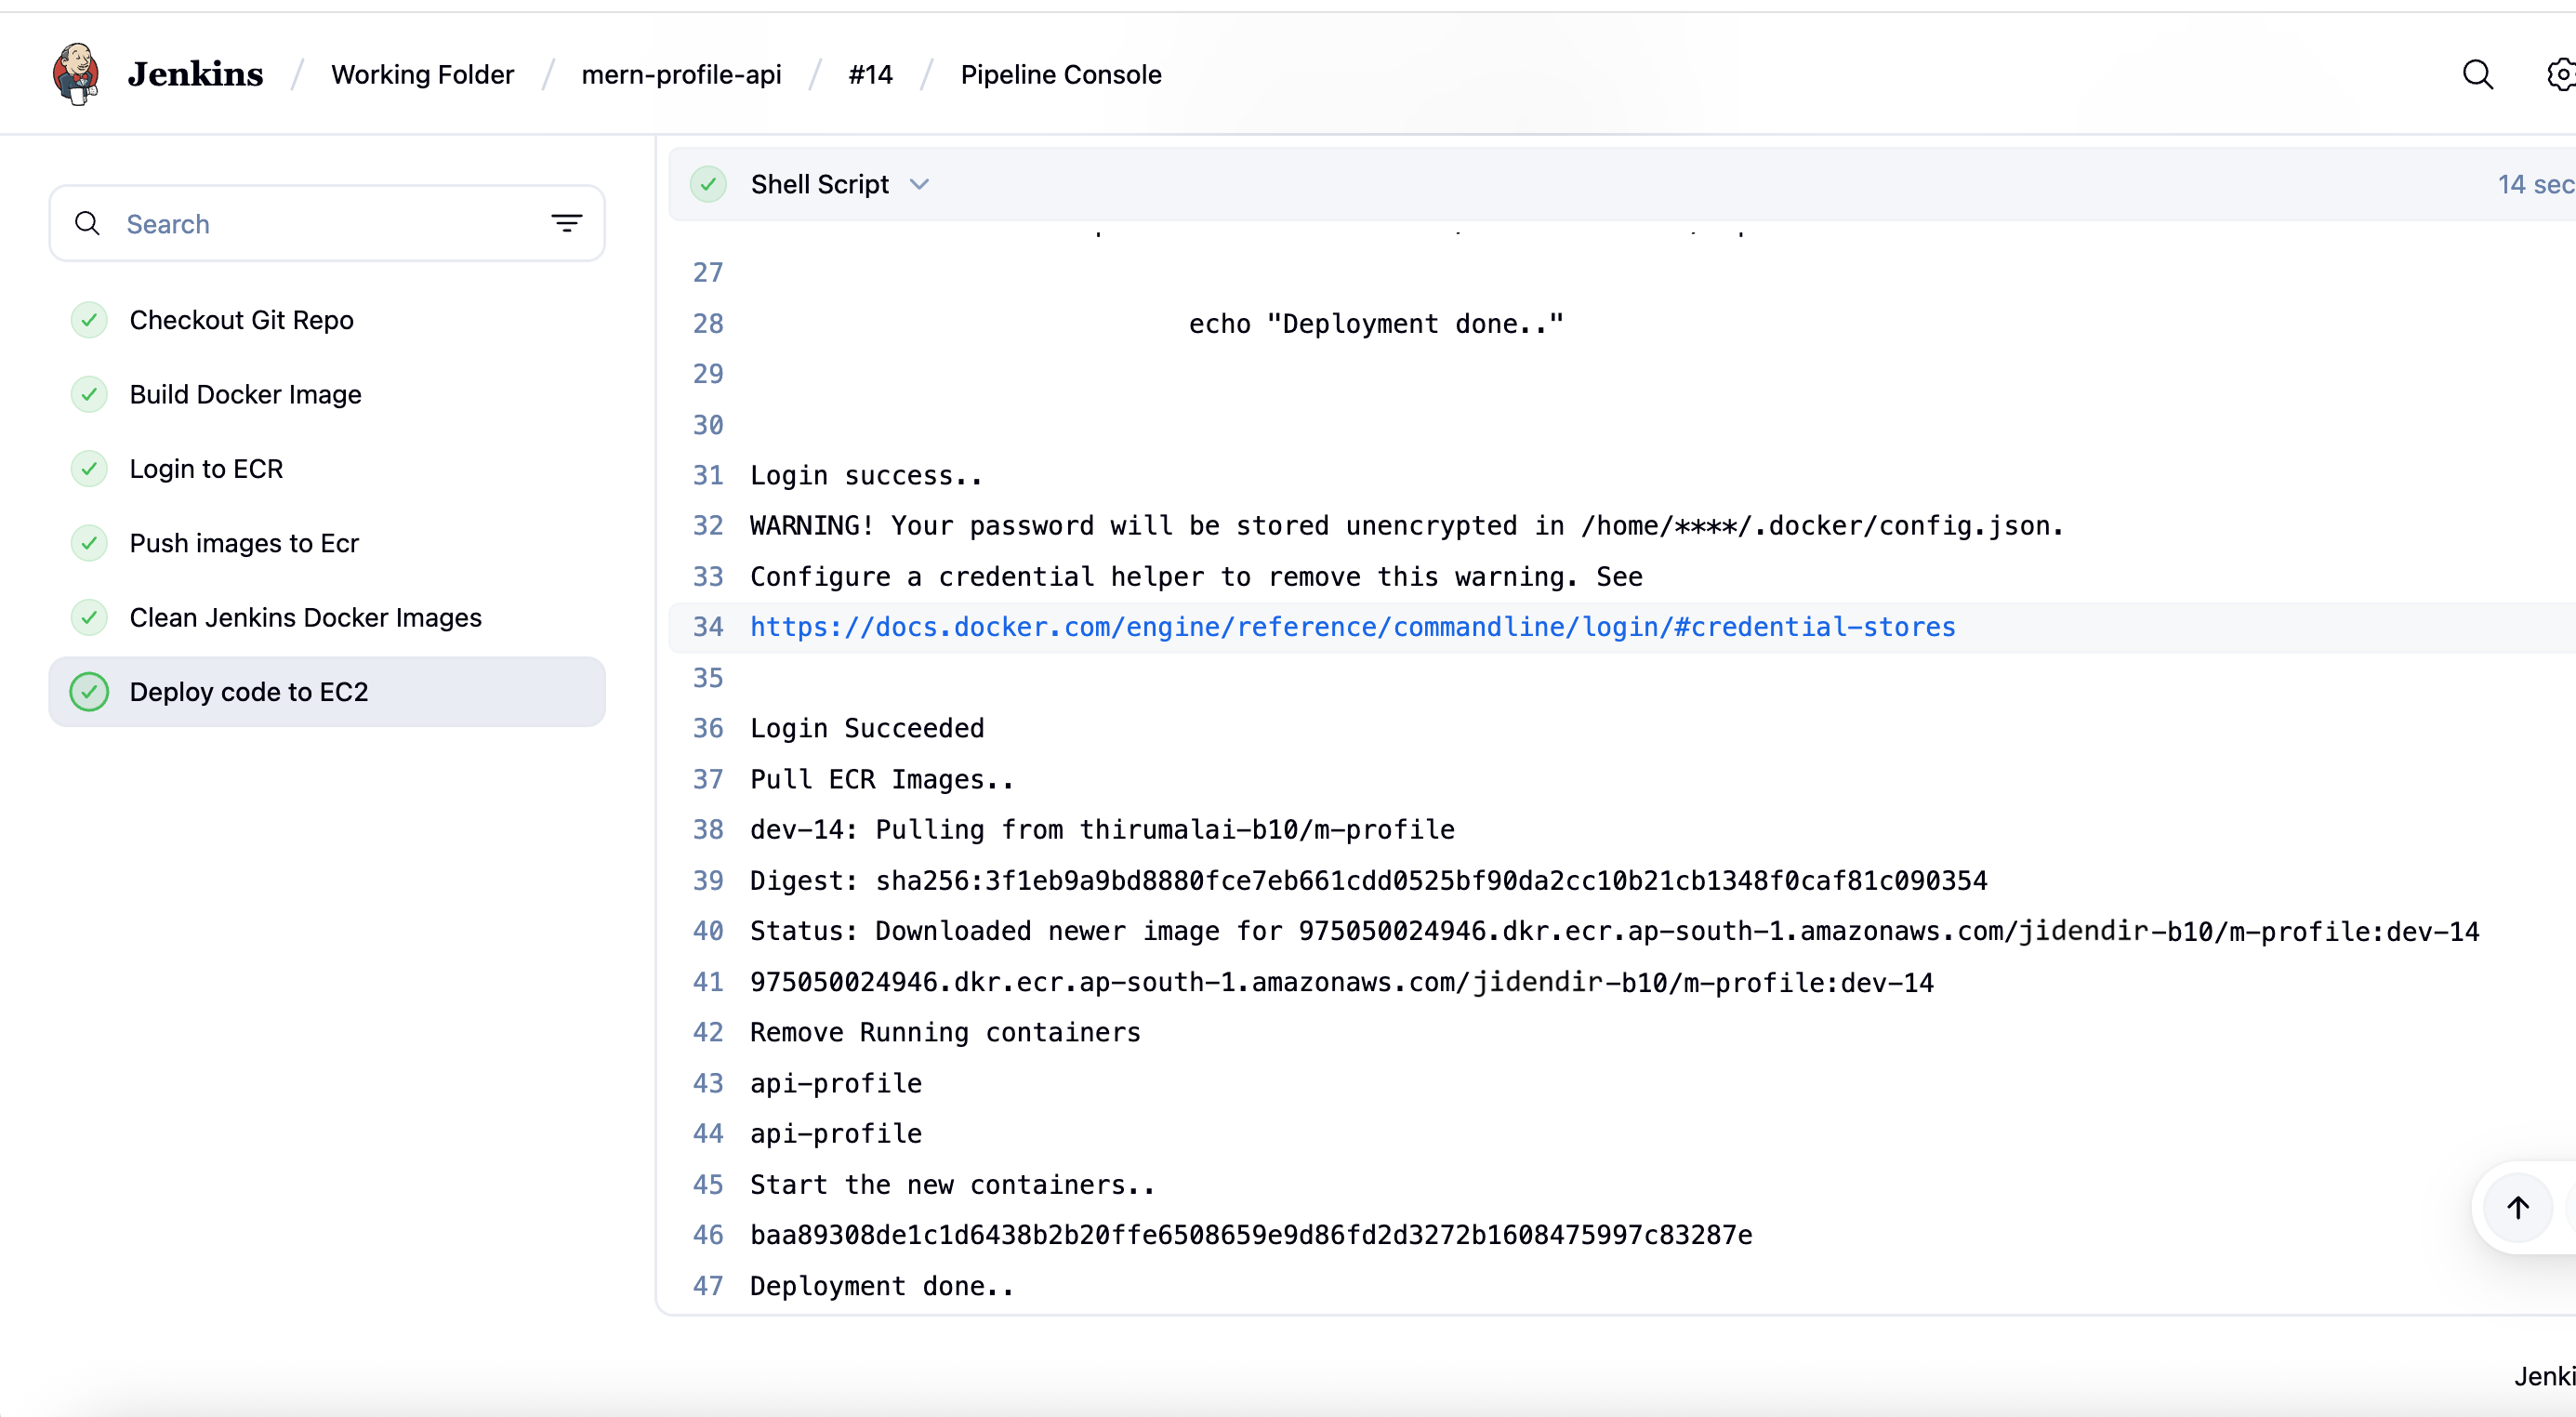 Jenkins / Working Folder / mern-profile-api / #14 / Pipeline Console
Search
Checkout Git Repo
Build Docker Image
Login to ECR
Push images to Ecr
Clean Jenkins Docker Images
Deploy code to EC2
Shell Script 14 sec
27
28 echo "Deployment done.."
29
30
31 Login success..
32 WARNING! Your password will be stored unencrypted in /home/****/.docker/config.json.
33 Configure a credential helper to remove this warning. See
34 https://docs.docker.com/engine/reference/commandline/login/#credential-stores
35
36 Login Succeeded
37 Pull ECR Images..
38 dev-14: Pulling from thirumalai-b10/m-profile
39 Digest: sha256:3f1eb9a9bd8880fce7eb661cdd0525bf90da2cc10b21cb1348f0caf81c090354
40 Status: Downloaded newer image for 975050024946.dkr.ecr.ap-south-1.amazonaws.com/jidendir-b10/m-profile:dev-14
41 975050024946.dkr.ecr.ap-south-1.amazonaws.com/jidendir-b10/m-profile:dev-14
42 Remove Running containers
43 api-profile
44 api-profile
45 Start the new containers..
46 baa89308de1c1d6438b2b20ffe6508659e9d86fd2d3272b1608475997c83287e
47 Deployment done..
Jenki